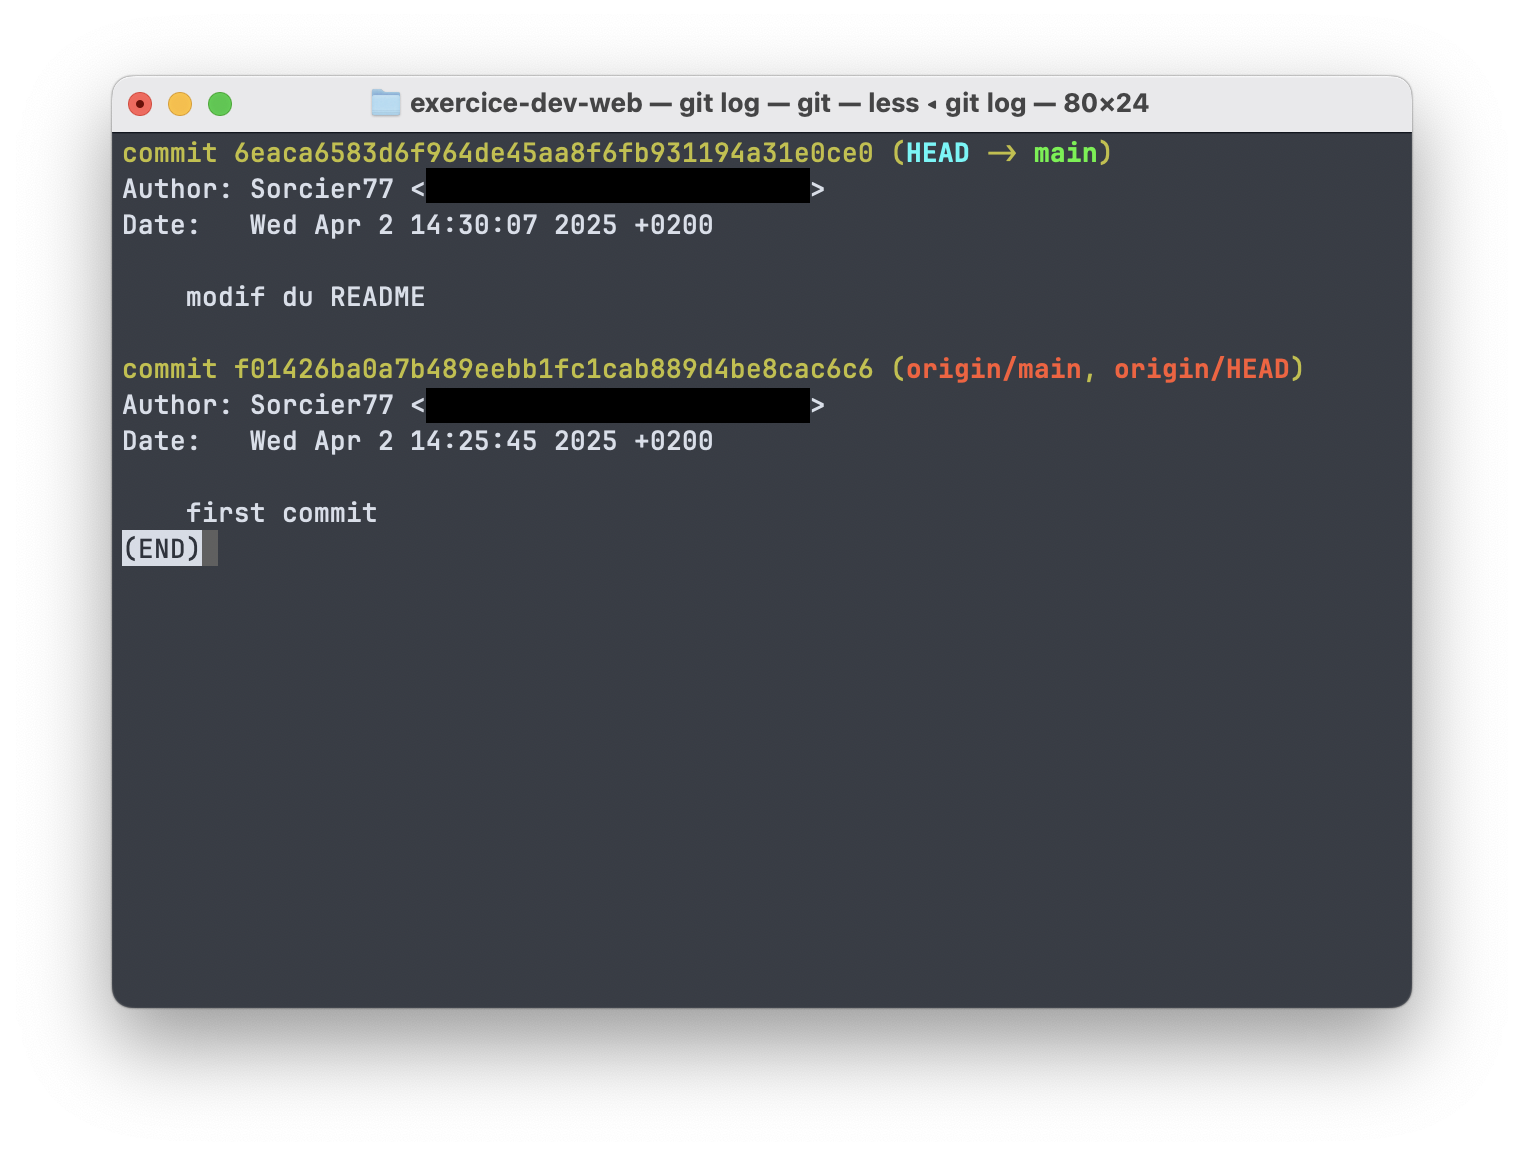 exercice-dev-web — git log — git — less ◂ git log — 80×24
commit 6eaca6583d6f964de45aa8f6fb931194a31e0ce0 (HEAD -> main)
Author: Sorcier77 < >
Date:   Wed Apr 2 14:30:07 2025 +0200
modif du README
commit f01426ba0a7b489eebb1fc1cab889d4be8cac6c6 (origin/main, origin/HEAD)
Author: Sorcier77 < >
Date:   Wed Apr 2 14:25:45 2025 +0200
first commit
(END)